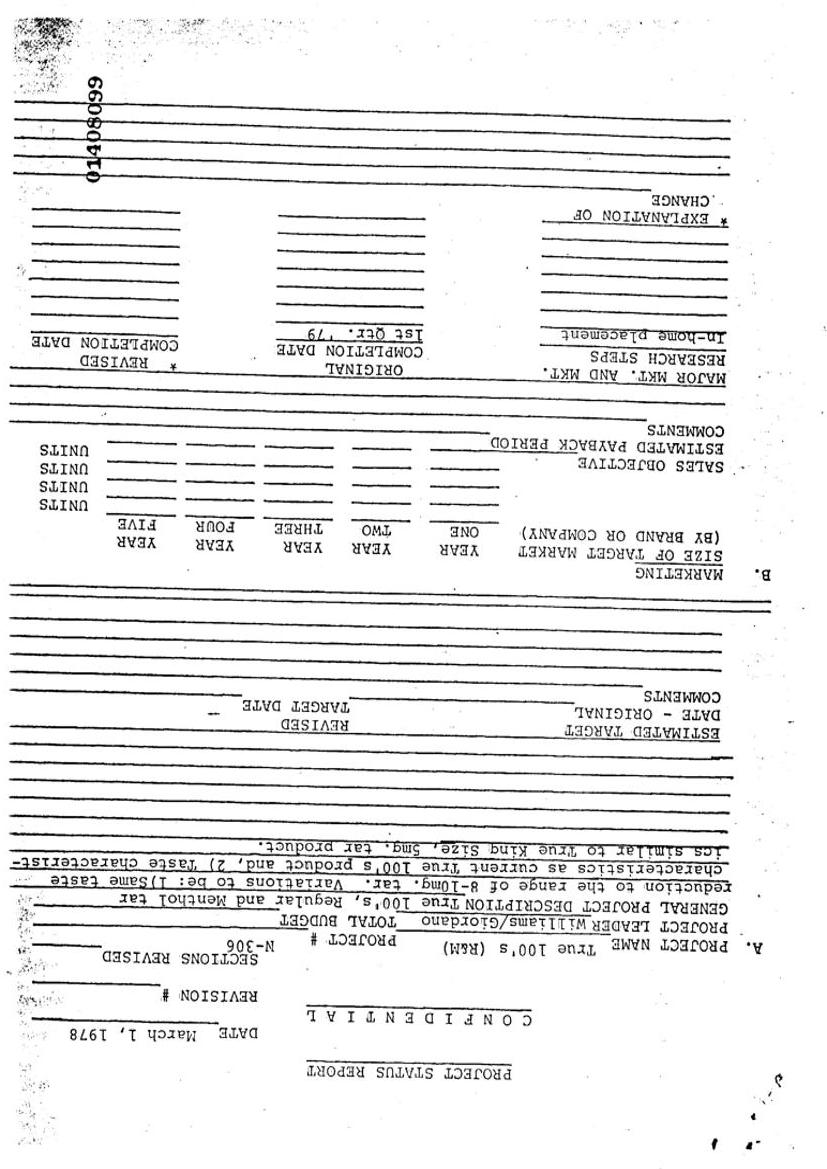 PROJECT STATUS REPORT
DATE March 1, 1978
C O N F I D E N T I A L
REVISION #
SECTIONS REVISED
A. PROJECT NAME True 100's (R&M) PROJECT # N-306
PROJECT LEADER Williams/Giordano TOTAL BUDGET
GENERAL PROJECT DESCRIPTION True 100's, Regular and Menthol tar
reduction to the range of 8-10mg. tar. Variations to be: 1)Same taste
characteristics as current True 100's product and, 2) Taste characterist-
ics similar to True King Size, 5mg. tar product.
ESTIMATED TARGET REVISED
DATE - ORIGINAL TARGET DATE
COMMENTS
B. MARKETING
SIZE OF TARGET MARKET YEAR YEAR YEAR YEAR YEAR
(BY BRAND OR COMPANY) ONE TWO THREE FOUR FIVE
UNITS
UNITS
SALES OBJECTIVE UNITS
ESTIMATED PAYBACK PERIOD UNITS
COMMENTS
MAJOR MKT. AND MKT. ORIGINAL * REVISED
RESEARCH STEPS COMPLETION DATE COMPLETION DATE
In-home placement 1st Qtr. '79
* EXPLANATION OF
CHANGE
01408099